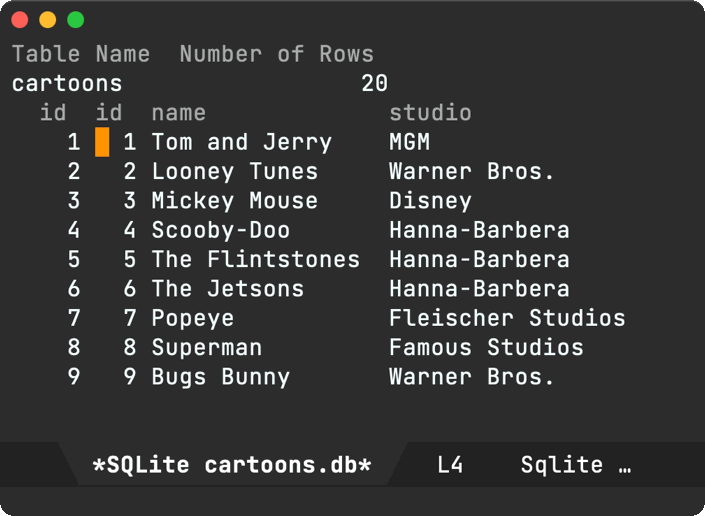 Table Name  Number of Rows
cartoons                 20
  id  id  name             studio
    1   1 Tom and Jerry    MGM
    2   2 Looney Tunes     Warner Bros.
    3   3 Mickey Mouse     Disney
    4   4 Scooby-Doo       Hanna-Barbera
    5   5 The Flintstones  Hanna-Barbera
    6   6 The Jetsons      Hanna-Barbera
    7   7 Popeye           Fleischer Studios
    8   8 Superman         Famous Studios
    9   9 Bugs Bunny       Warner Bros.
*SQLite cartoons.db*    L4    Sqlite …